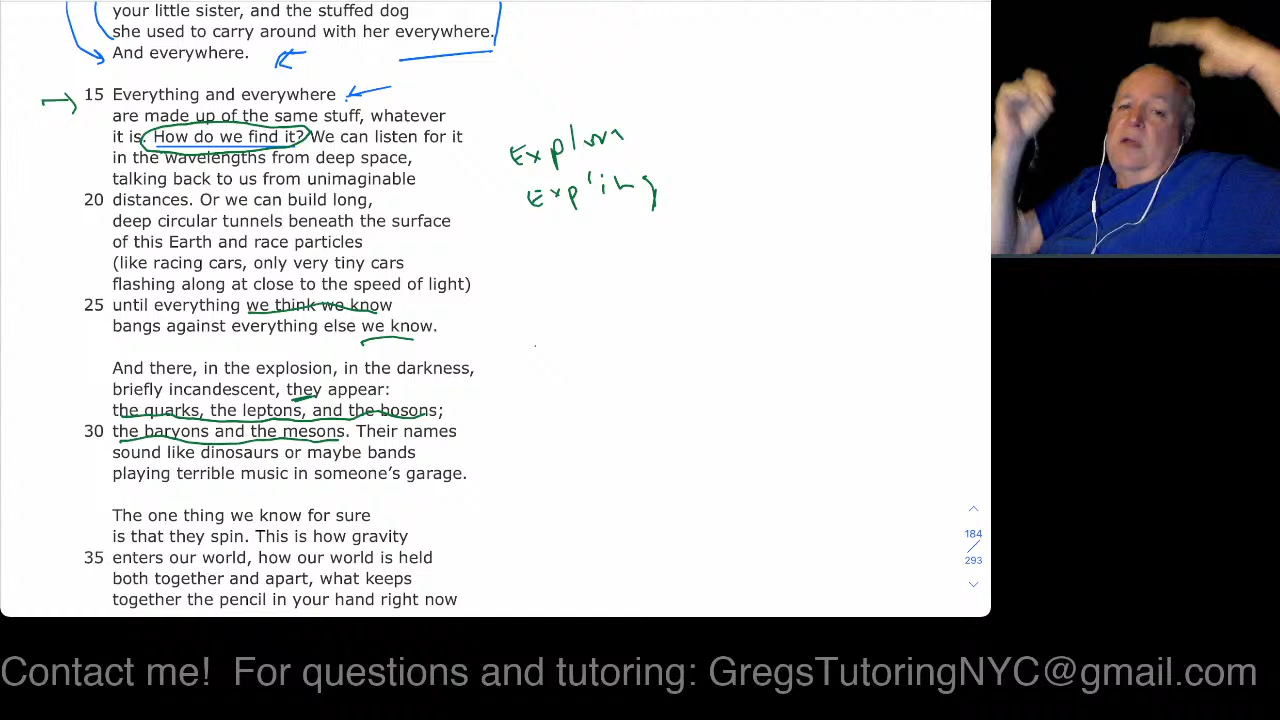 your little sister, and the stuffed dog
she used to carry around with her everywhere.
And everywhere.
15 Everything and everywhere
are made up of the same stuff, whatever
it is. How do we find it? We can listen for it
in the wavelengths from deep space,
talking back to us from unimaginable
20 distances. Or we can build long,
deep circular tunnels beneath the surface
of this Earth and race particles
(like racing cars, only very tiny cars
flashing along at close to the speed of light)
25 until everything we think we know
bangs against everything else we know.
And there, in the explosion, in the darkness,
briefly incandescent, they appear:
the quarks, the leptons, and the bosons;
30 the baryons and the mesons. Their names
sound like dinosaurs or maybe bands
playing terrible music in someone's garage.
The one thing we know for sure
is that they spin. This is how gravity
35 enters our world, how our world is held
both together and apart, what keeps
together the pencil in your hand right now
184
/
293
Contact me! For questions and tutoring: GregsTutoringNYC@gmail.com